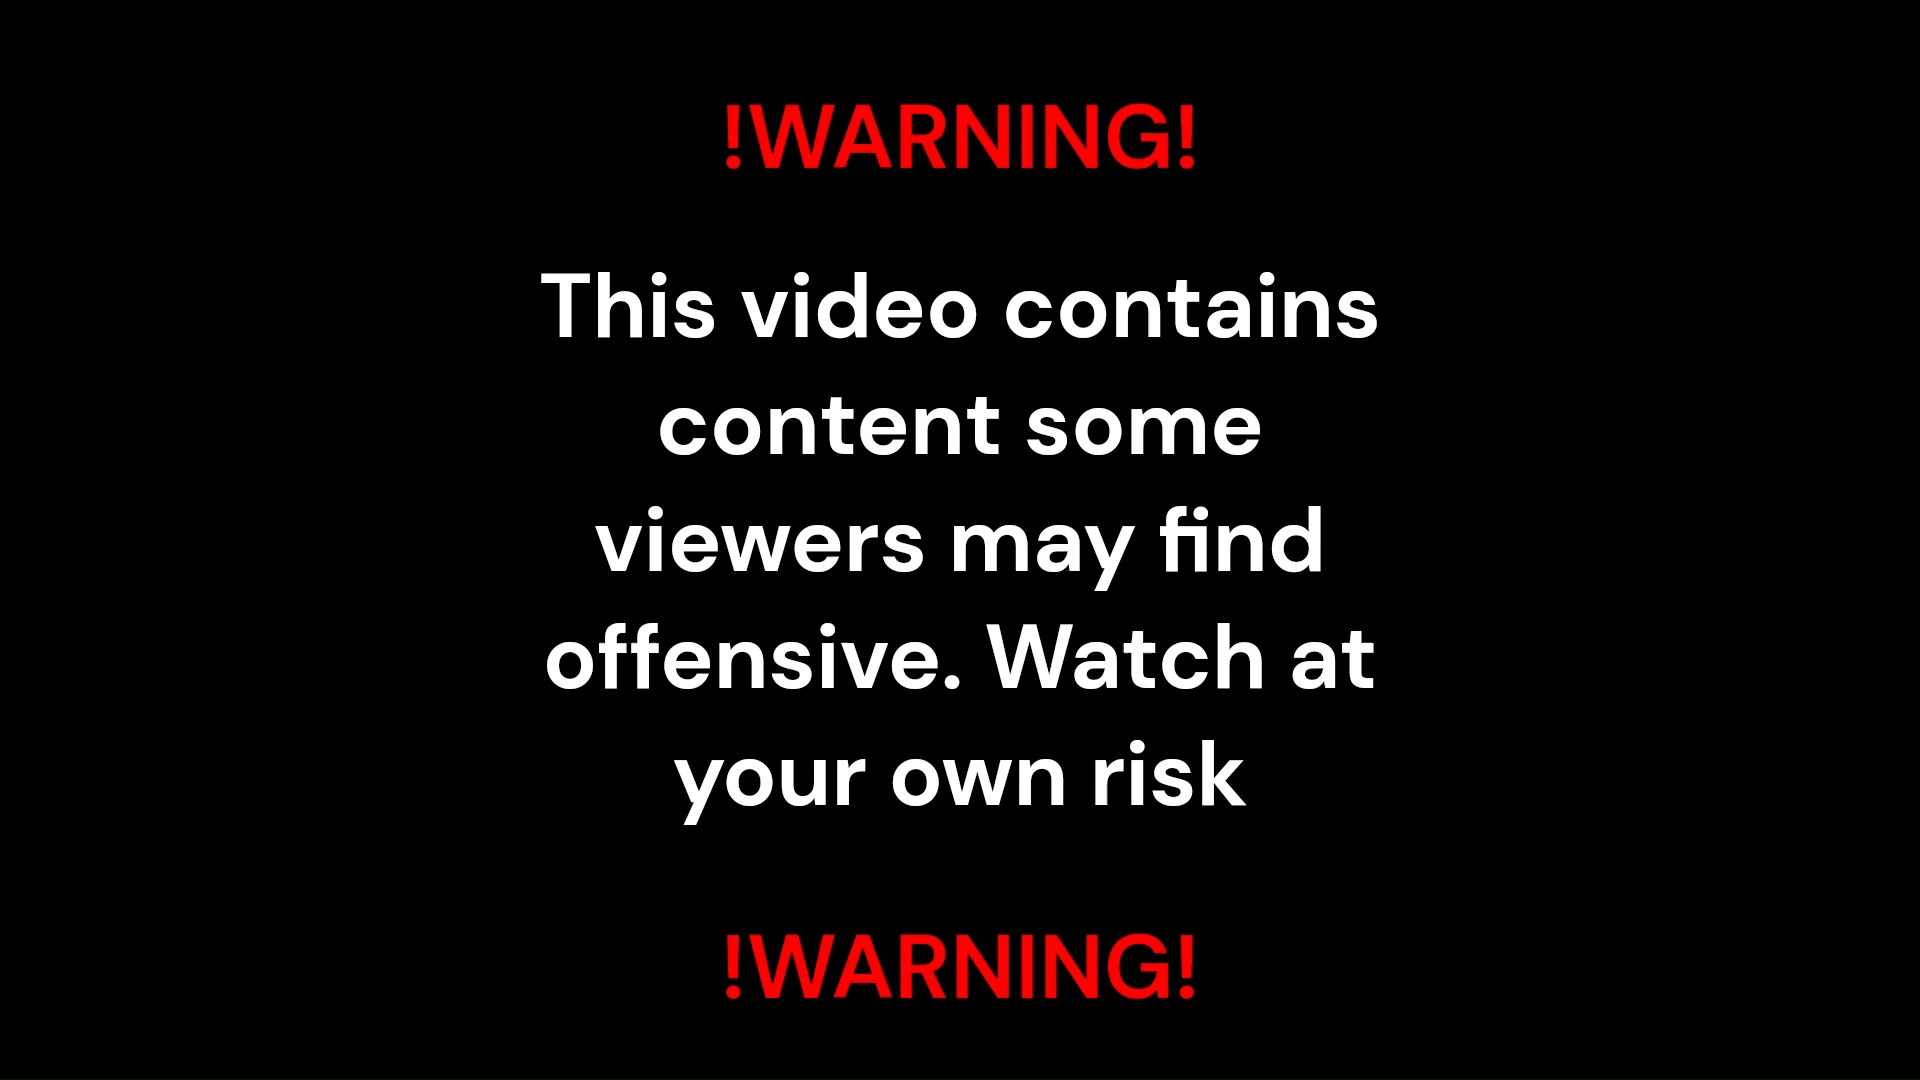 !WARNING!
This video contains
content some
viewers may find
offensive. Watch at
your own risk
!WARNING!